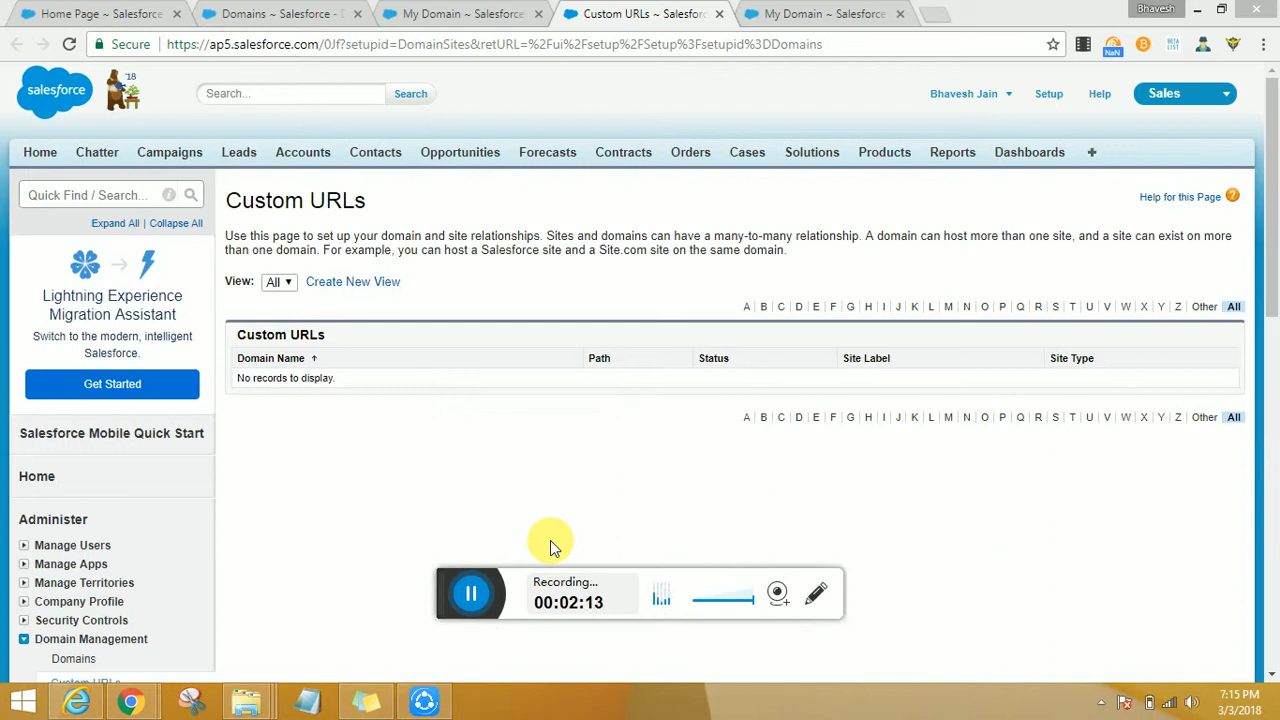 Home Page ~ Salesforce
Domains ~ Salesforce - D
My Domain ~ Salesforce
Custom URLs ~ Salesforc
My Domain ~ Salesforce
Bhavesh
Secure
https://ap5.salesforce.com/0Jf?setupid=DomainSites&retURL=%2Fui%2Fsetup%2FSetup%3Fsetupid%3DDomains
NaN
BETA LIST
salesforce
'18
Search...
Search
Bhavesh Jain
Setup
Help
Sales
Home Chatter Campaigns Leads Accounts Contacts Opportunities Forecasts Contracts Orders Cases Solutions Products Reports Dashboards +
Quick Find / Search...
Expand All | Collapse All
Lightning Experience
Migration Assistant
Switch to the modern, intelligent
Salesforce.
Get Started
Salesforce Mobile Quick Start
Home
Administer
Manage Users
Manage Apps
Manage Territories
Company Profile
Security Controls
Domain Management
Domains
Custom URLs
Custom URLs
Help for this Page ?
Use this page to set up your domain and site relationships. Sites and domains can have a many-to-many relationship. A domain can host more than one site, and a site can exist on more
than one domain. For example, you can host a Salesforce site and a Site.com site on the same domain.
View: All Create New View
A | B | C | D | E | F | G | H | I | J | K | L | M | N | O | P | Q | R | S | T | U | V | W | X | Y | Z | Other All
Custom URLs
Domain Name ↑ Path Status Site Label Site Type
No records to display.
A | B | C | D | E | F | G | H | I | J | K | L | M | N | O | P | Q | R | S | T | U | V | W | X | Y | Z | Other All
Recording...
00:02:13
7:15 PM
3/3/2018